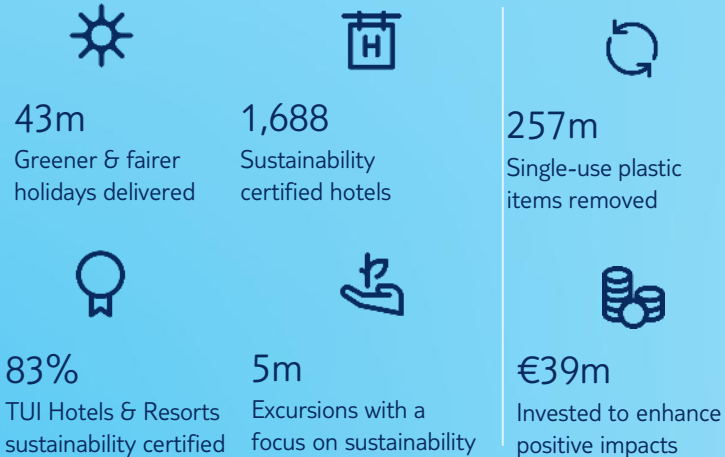 H
43m
Greener & fairer
holidays delivered
1,688
Sustainability
certified hotels
257m
Single-use plastic
items removed
83%
TUI Hotels & Resorts
sustainability certified
5m
Excursions with a
focus on sustainability
€39m
Invested to enhance
positive impacts